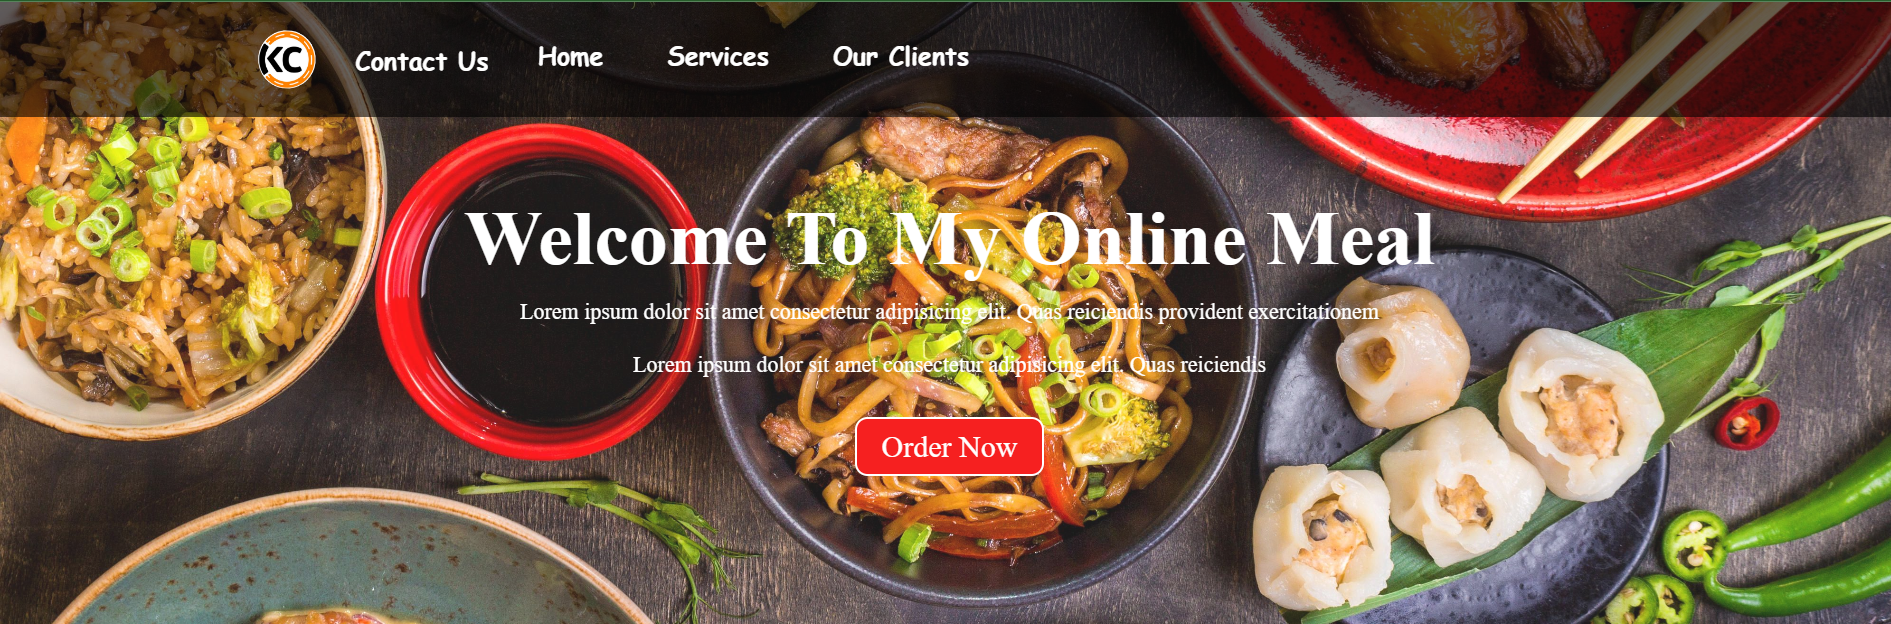 KC
Contact Us Home Services Our Clients
Welcome To My Online Meal
Lorem ipsum dolor sit amet consectetur adipisicing elit. Quas reiciendis provident exercitationem
Lorem ipsum dolor sit amet consectetur adipisicing elit. Quas reiciendis
Order Now